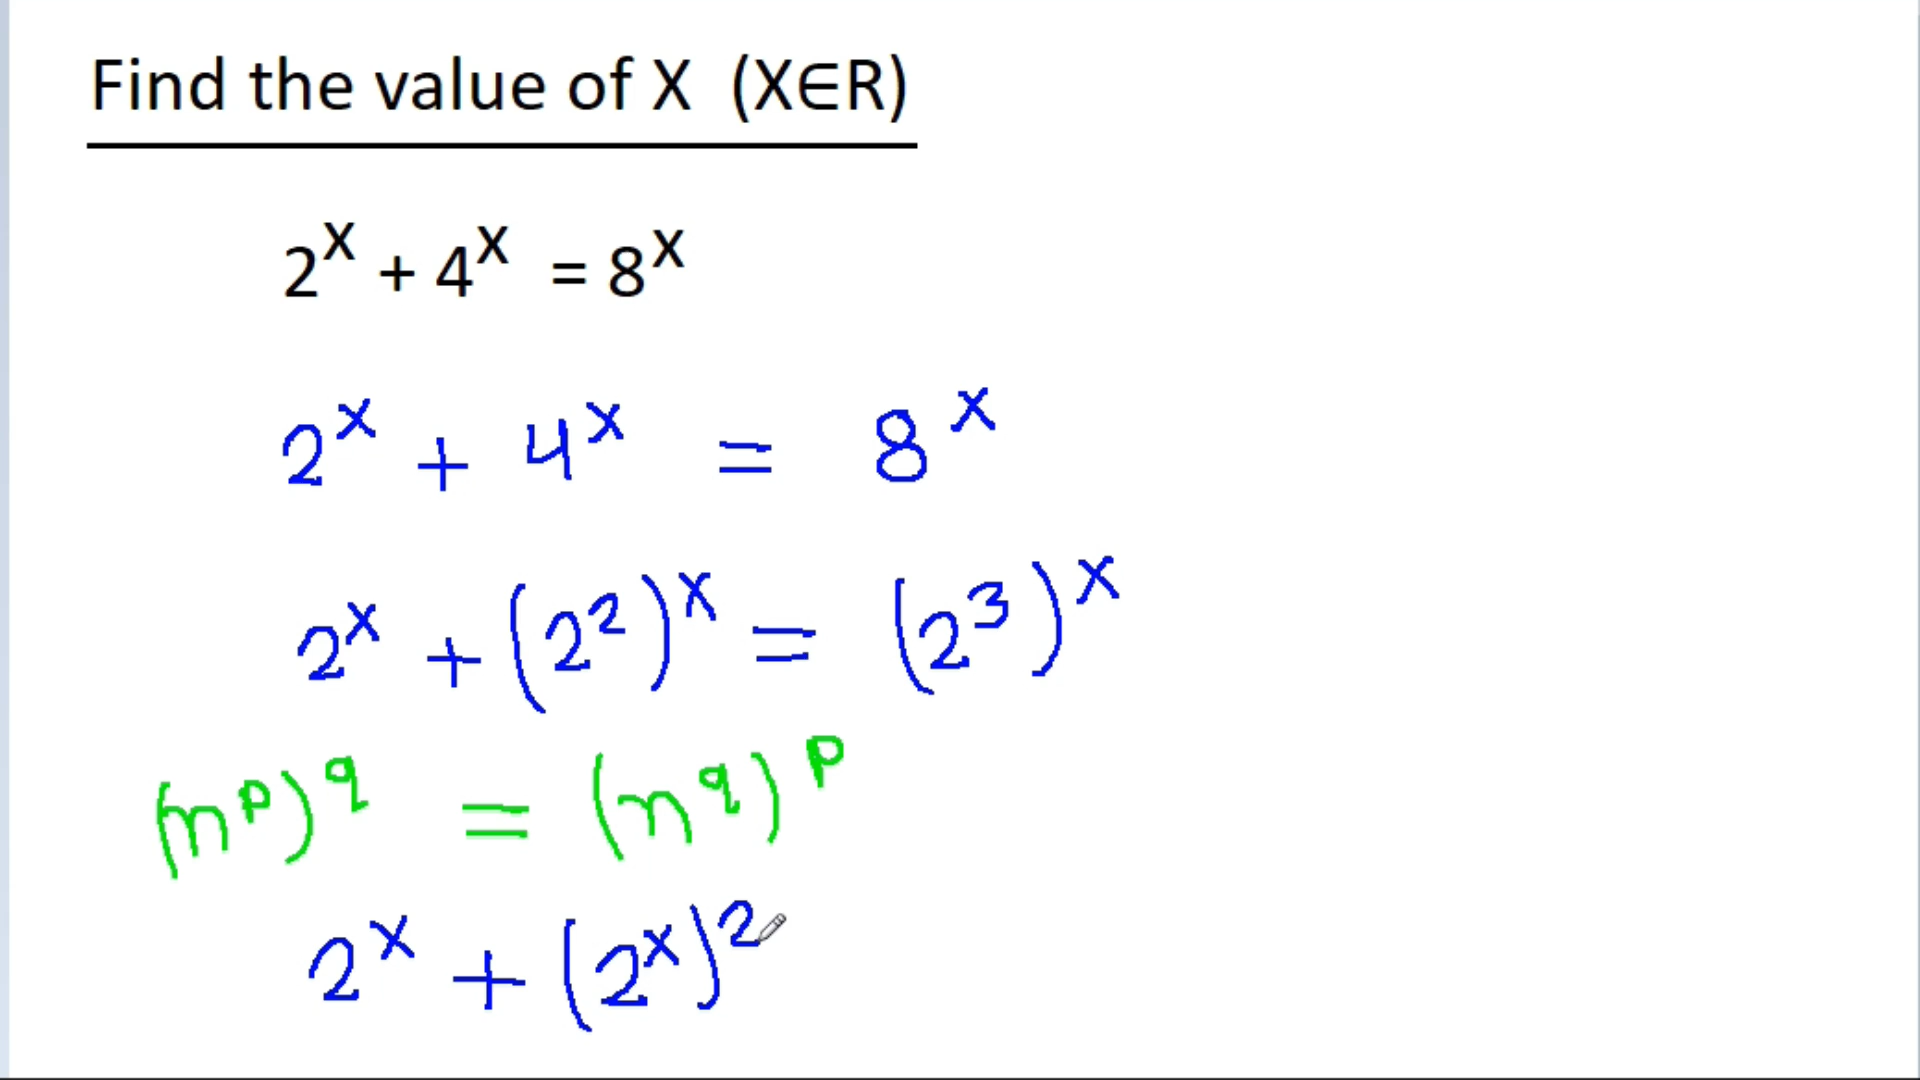 Find the value of X (X∈R)
2^x + 4^x = 8^x
2^x + 4^x = 8^x
2^x + (2^2)^x = (2^3)^x
(n^p)^q = (n^q)^p
2^x + (2^x)^2